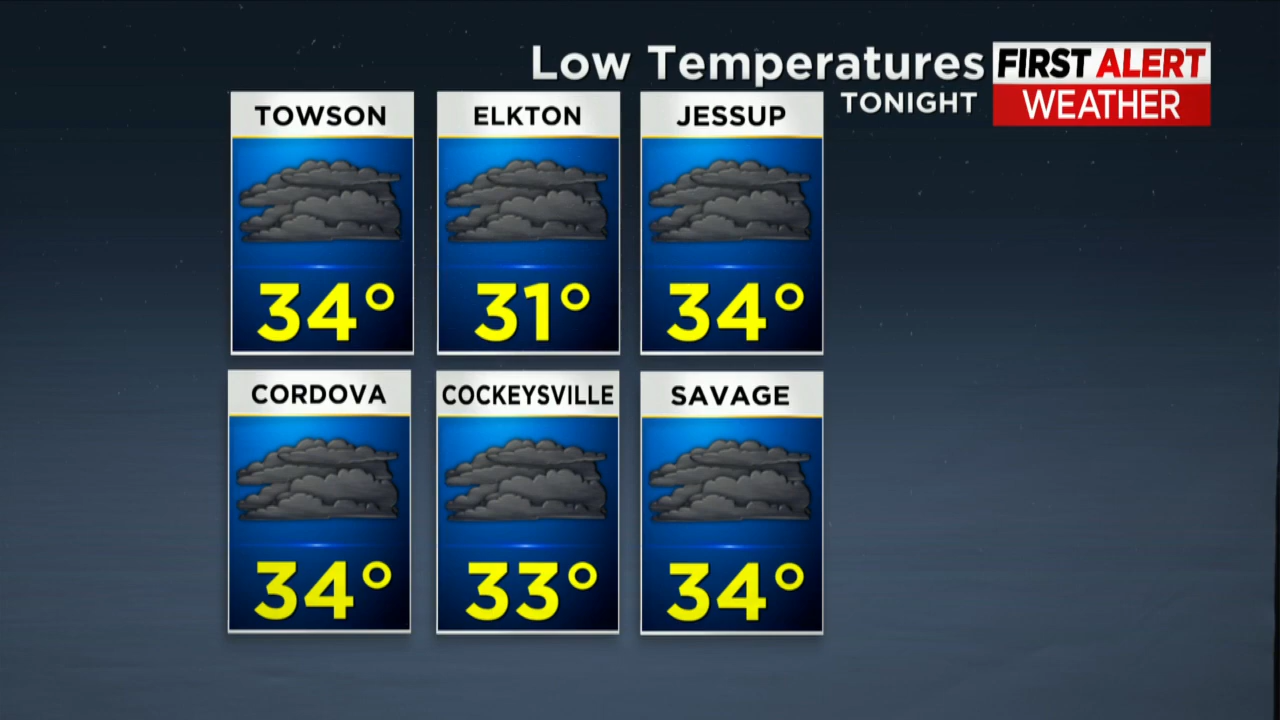 Low Temperatures
TONIGHT
FIRST ALERT
WEATHER
TOWSON
ELKTON
JESSUP
34°
31°
34°
CORDOVA
COCKEYSVILLE
SAVAGE
34°
33°
34°